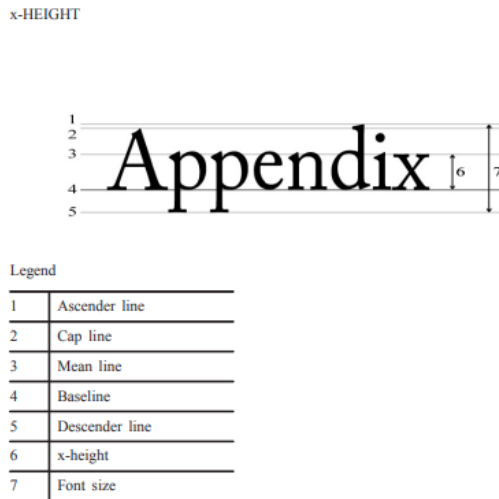 x-HEIGHT
1
2
3
4
5
Appendix
6
7
Legend
1 Ascender line
2 Cap line
3 Mean line
4 Baseline
5 Descender line
6 x-height
7 Font size